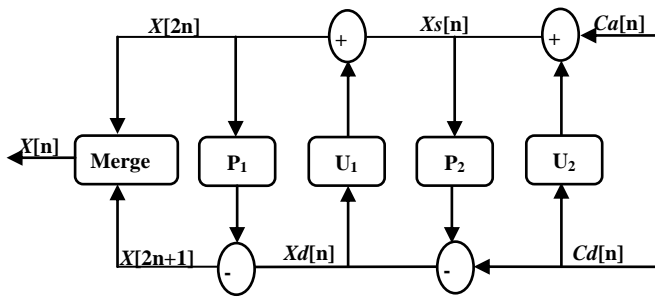 X[2n]
Xs[n]
Ca[n]
+
+
X[n]
Merge
P₁
U₁
P₂
U₂
X[2n+1]
-
Xd[n]
-
Cd[n]